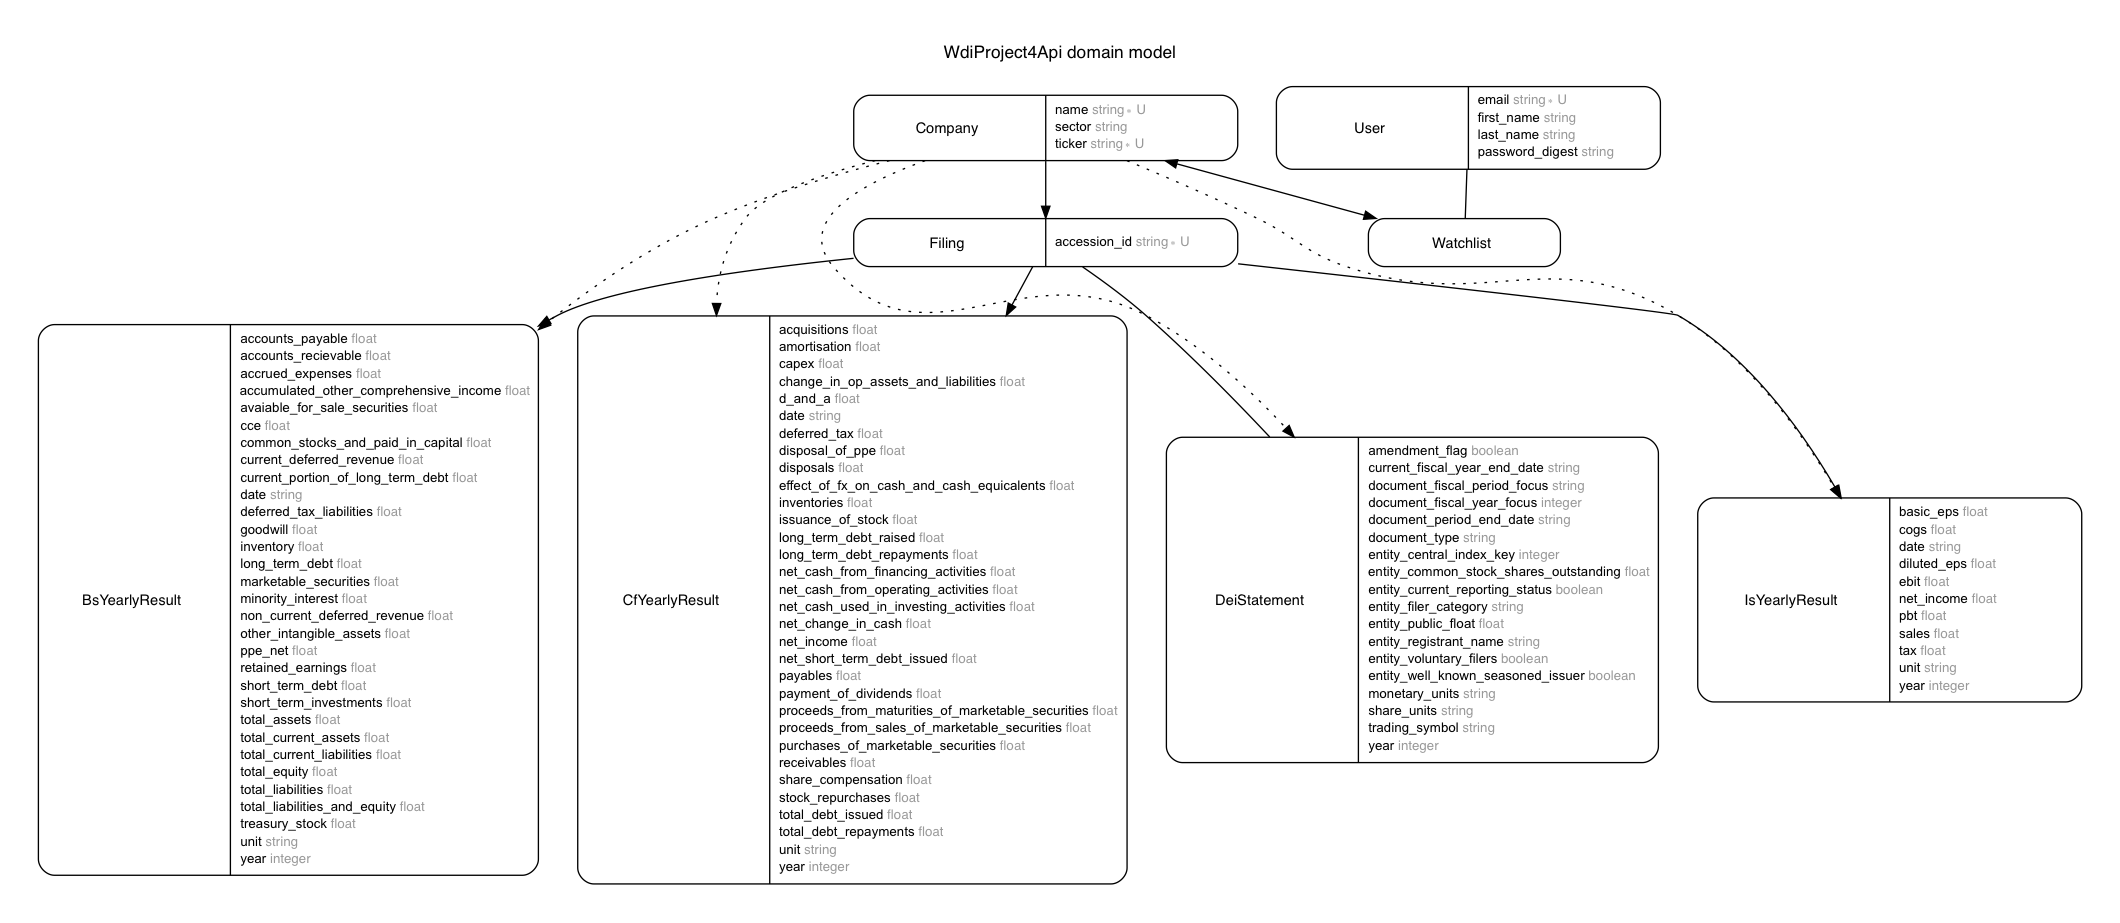 WdiProject4Api domain model
Company
name string * U
sector string
ticker string * U
User
email string * U
first_name string
last_name string
password_digest string
Filing
accession_id string * U
Watchlist
BsYearlyResult
accounts_payable float
accounts_recievable float
accrued_expenses float
accumulated_other_comprehensive_income float
avaiable_for_sale_securities float
cce float
common_stocks_and_paid_in_capital float
current_deferred_revenue float
current_portion_of_long_term_debt float
date string
deferred_tax_liabilities float
goodwill float
inventory float
long_term_debt float
marketable_securities float
minority_interest float
non_current_deferred_revenue float
other_intangible_assets float
ppe_net float
retained_earnings float
short_term_debt float
short_term_investments float
total_assets float
total_current_assets float
total_current_liabilities float
total_equity float
total_liabilities float
total_liabilities_and_equity float
treasury_stock float
unit string
year integer
CfYearlyResult
acquisitions float
amortisation float
capex float
change_in_op_assets_and_liabilities float
d_and_a float
date string
deferred_tax float
disposal_of_ppe float
disposals float
effect_of_fx_on_cash_and_cash_equicalents float
inventories float
issuance_of_stock float
long_term_debt_raised float
long_term_debt_repayments float
net_cash_from_financing_activities float
net_cash_from_operating_activities float
net_cash_used_in_investing_activities float
net_change_in_cash float
net_income float
net_short_term_debt_issued float
payables float
payment_of_dividends float
proceeds_from_maturities_of_marketable_securities float
proceeds_from_sales_of_marketable_securities float
purchases_of_marketable_securities float
receivables float
share_compensation float
stock_repurchases float
total_debt_issued float
total_debt_repayments float
unit string
year integer
DeiStatement
amendment_flag boolean
current_fiscal_year_end_date string
document_fiscal_period_focus string
document_fiscal_year_focus integer
document_period_end_date string
document_type string
entity_central_index_key integer
entity_common_stock_shares_outstanding float
entity_current_reporting_status boolean
entity_filer_category string
entity_public_float float
entity_registrant_name string
entity_voluntary_filers boolean
entity_well_known_seasoned_issuer boolean
monetary_units string
share_units string
trading_symbol string
year integer
IsYearlyResult
basic_eps float
cogs float
date string
diluted_eps float
ebit float
net_income float
pbt float
sales float
tax float
unit string
year integer